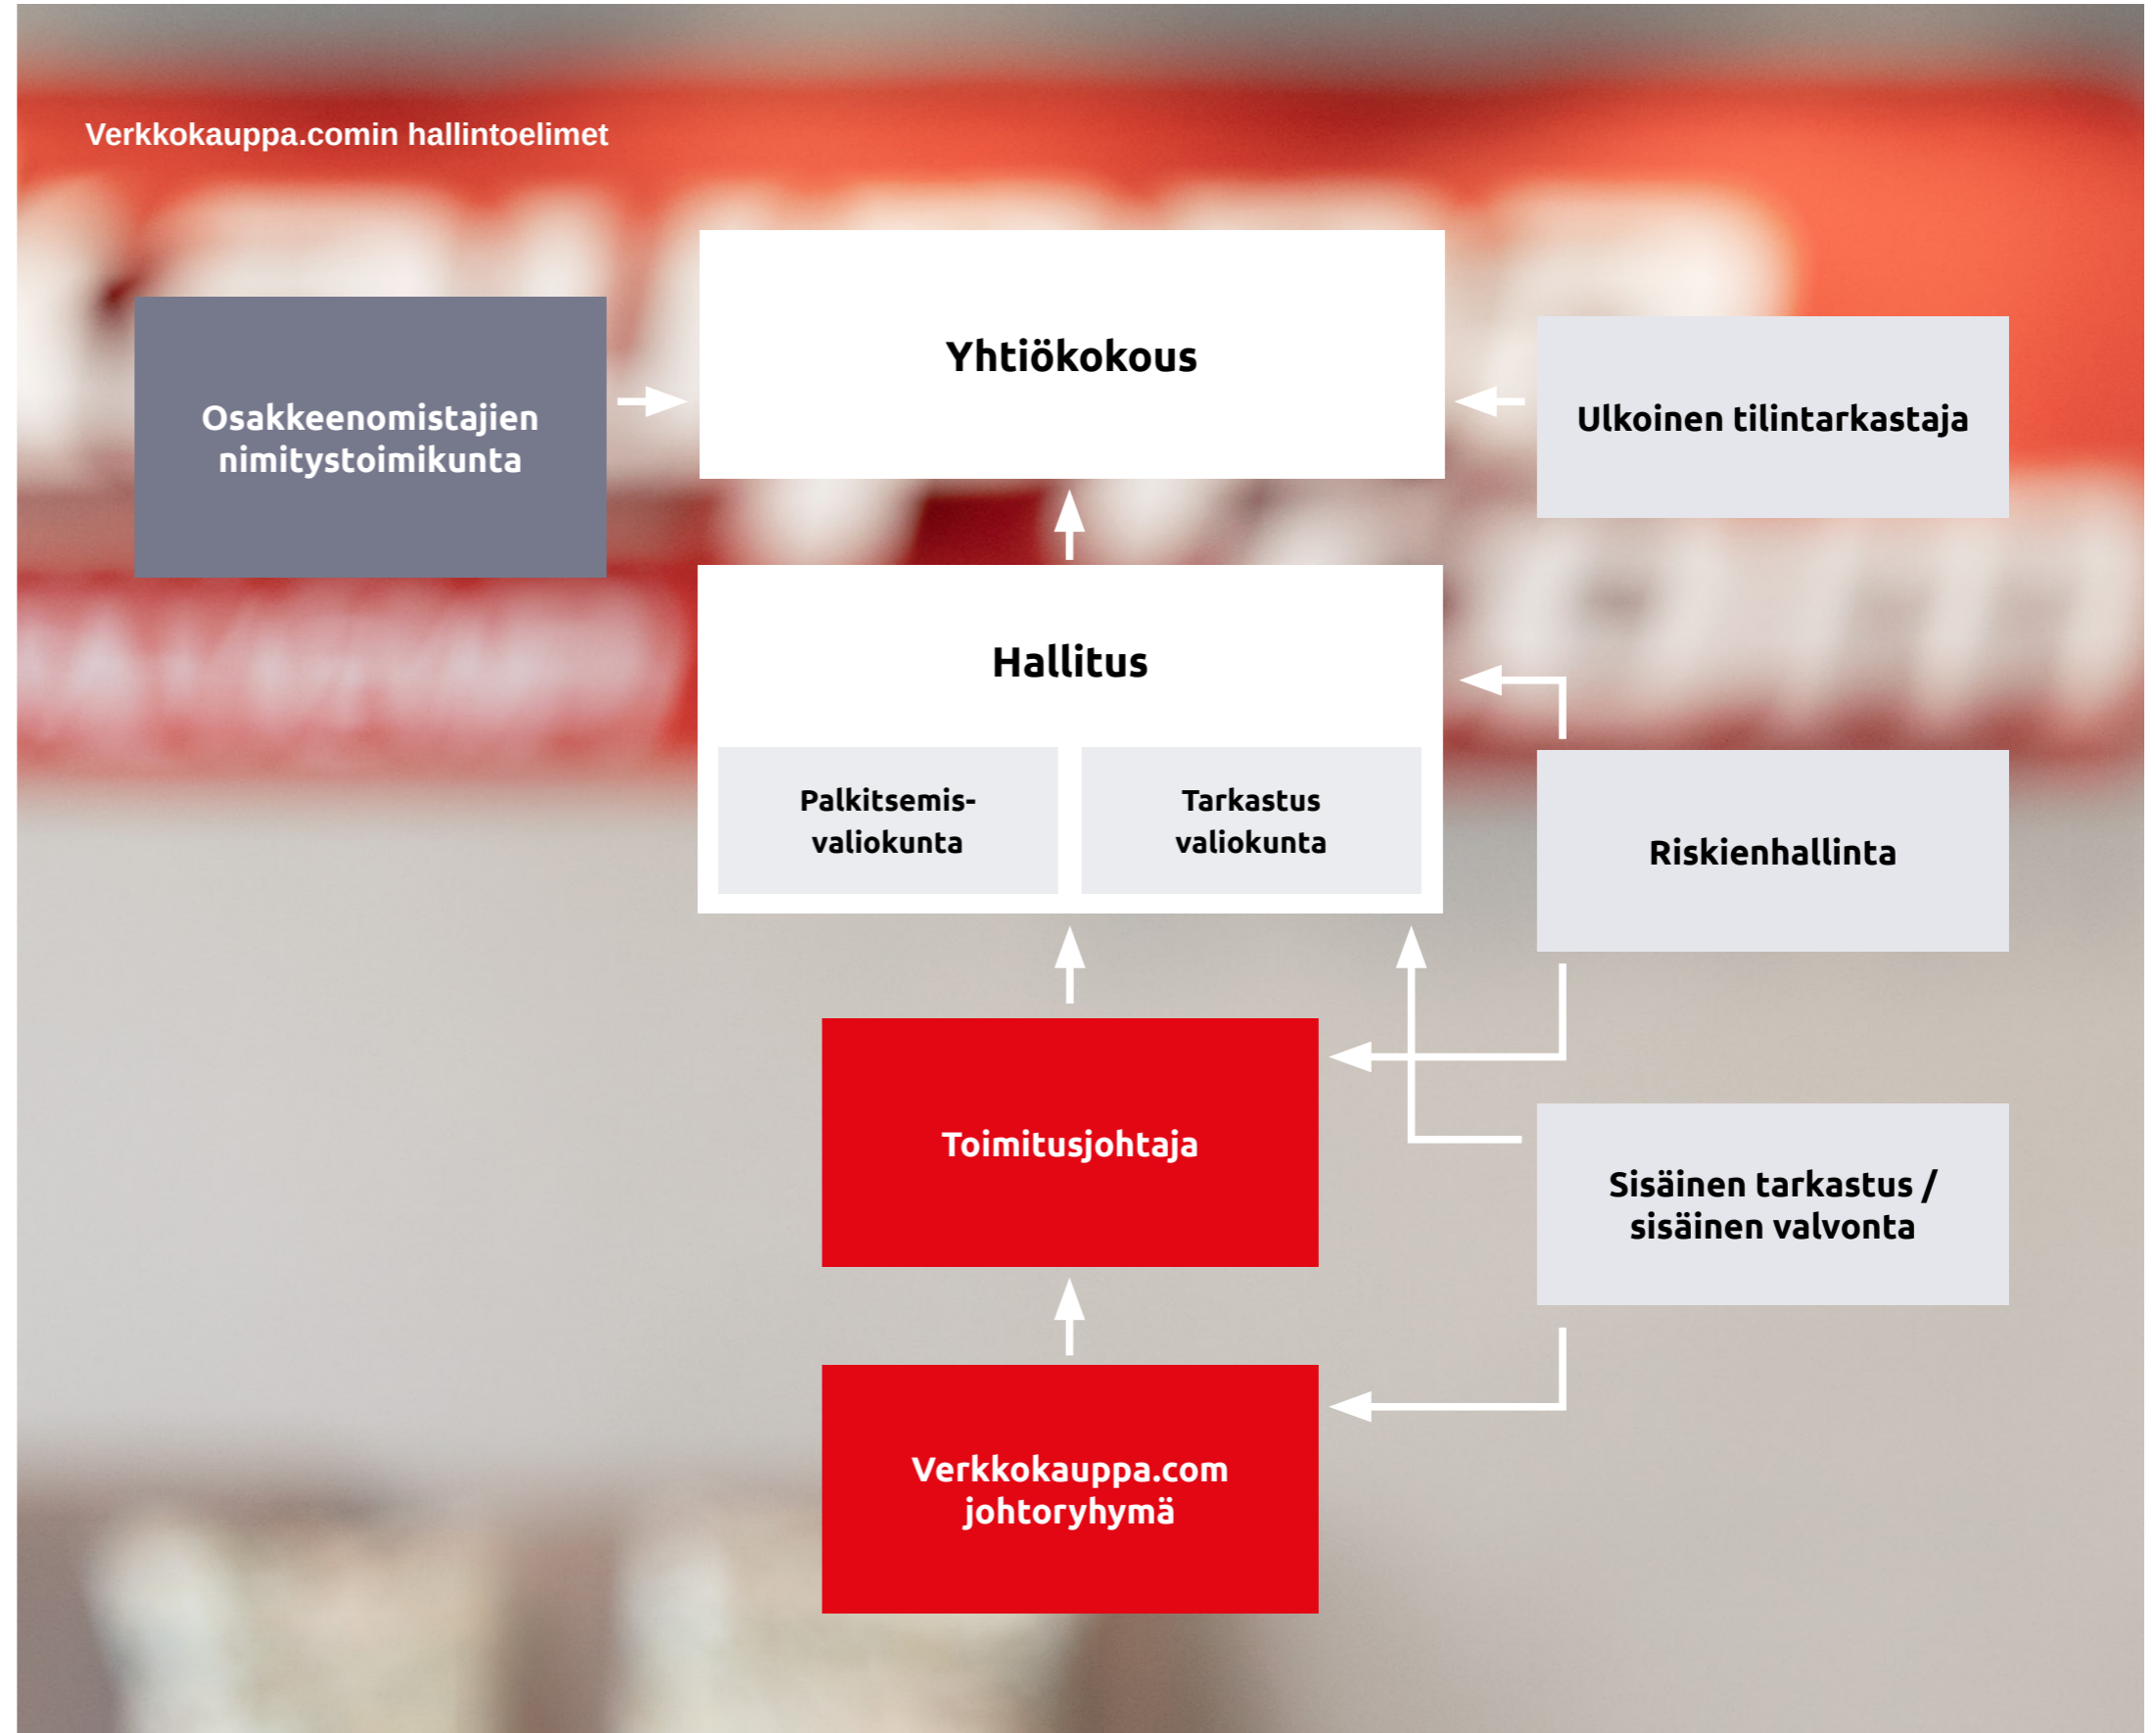 Verkkokauppa.comin hallintoelimet
Yhtiökokous
Osakkeenomistajien
nimitystoimikunta
Ulkoinen tilintarkastaja
Hallitus
Palkitsemis-
valiokunta
Tarkastus
valiokunta
Riskienhallinta
Toimitusjohtaja
Sisäinen tarkastus /
sisäinen valvonta
Verkkokauppa.com
johtoryhymä